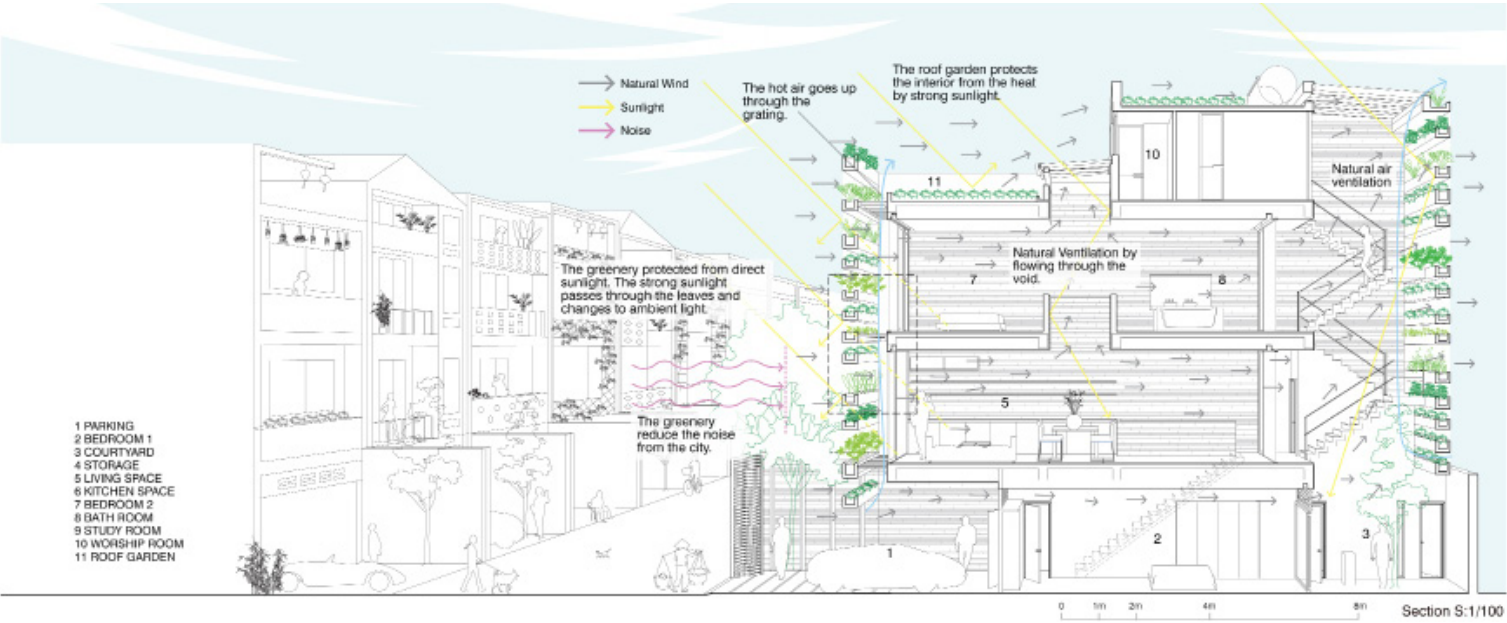 Natural Wind
Sunlight
Noise
The hot air goes up
through the
grating.
The roof garden protects
the interior from the heat
by strong sunlight.
10
11
Natural air
ventilation
The greenery protected from direct
sunlight. The strong sunlight
passes through the leaves and
changes to ambient light.
Natural Ventilation by
flowing through the
void.
7
8
5
The greenery
reduce the noise
from the city.
1 PARKING
2 BEDROOM 1
3 COURTYARD
4 STORAGE
5 LIVING SPACE
6 KITCHEN SPACE
7 BEDROOM 2
8 BATH ROOM
9 STUDY ROOM
10 WORSHIP ROOM
11 ROOF GARDEN
1
2
3
0 1m 2m 4m 8m
Section S:1/100